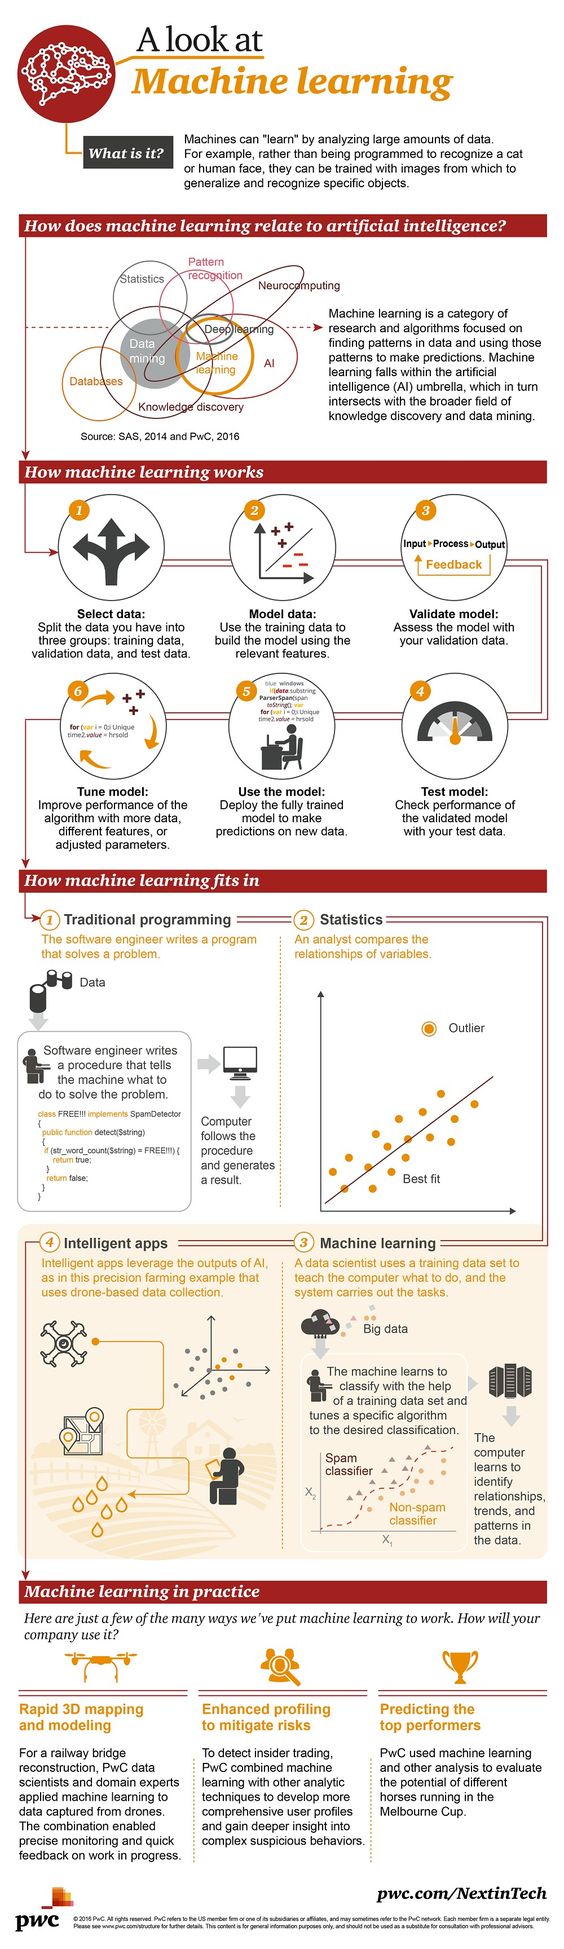 A look at
Machine learning
What is it?
Machines can "learn" by analyzing large amounts of data.
For example, rather than being programmed to recognize a cat
or human face, they can be trained with images from which to
generalize and recognize specific objects.
How does machine learning relate to artificial intelligence?
Statistics
Pattern
recognition
Neurocomputing
Deep learning
Data
mining
Machine
learning
AI
Databases
Knowledge discovery
Source: SAS, 2014 and PwC, 2016
Machine learning is a category of
research and algorithms focused on
finding patterns in data and using those
patterns to make predictions. Machine
learning falls within the artificial
intelligence (AI) umbrella, which in turn
intersects with the broader field of
knowledge discovery and data mining.
How machine learning works
1
Select data:
Split the data you have into
three groups: training data,
validation data, and test data.
2
Model data:
Use the training data to
build the model using the
relevant features.
3
Input Process Output
Feedback
Validate model:
Assess the model with
your validation data.
6
for (var i = 0;i Unique
time2.value = hrsold
Tune model:
Improve performance of the
algorithm with more data,
different features, or
adjusted parameters.
5
blue windows
if(data.substring
ParserSpan(span
toString(); var
for (var i = 0;i Unique
time2.value = hrsold
Use the model:
Deploy the fully trained
model to make
predictions on new data.
4
Test model:
Check performance of
the validated model
with your test data.
How machine learning fits in
1 Traditional programming
The software engineer writes a program
that solves a problem.
Data
Software engineer writes
a procedure that tells
the machine what to
do to solve the problem.
class FREE!!! implements SpamDetector
{
public function detect($string)
{
if (str_word_count($string) = FREE!!!) {
return true;
}
return false;
}
}
Computer
follows the
procedure
and generates
a result.
2 Statistics
An analyst compares the
relationships of variables.
Outlier
Best fit
4 Intelligent apps
Intelligent apps leverage the outputs of AI,
as in this precision farming example that
uses drone-based data collection.
3 Machine learning
A data scientist uses a training data set to
teach the computer what to do, and the
system carries out the tasks.
Big data
The machine learns to
classify with the help
of a training data set and
tunes a specific algorithm
to the desired classification.
Spam
classifier
Non-spam
classifier
X2
X1
The
computer
learns to
identify
relationships,
trends, and
patterns in
the data.
Machine learning in practice
Here are just a few of the many ways we've put machine learning to work. How will your
company use it?
Rapid 3D mapping
and modeling
For a railway bridge
reconstruction, PwC data
scientists and domain experts
applied machine learning to
data captured from drones.
The combination enabled
precise monitoring and quick
feedback on work in progress.
Enhanced profiling
to mitigate risks
To detect insider trading,
PwC combined machine
learning with other analytic
techniques to develop more
comprehensive user profiles
and gain deeper insight into
complex suspicious behaviors.
Predicting the
top performers
PwC used machine learning
and other analysis to evaluate
the potential of different
horses running in the
Melbourne Cup.
pwc.com/NextinTech
pwc
© 2016 PwC. All rights reserved. PwC refers to the US member firm or one of its subsidiaries or affiliates, and may sometimes refer to the PwC network. Each member firm is a separate legal entity.
Please see www.pwc.com/structure for further details. This content is for general information purposes only, and should not be used as a substitute for consultation with professional advisors.